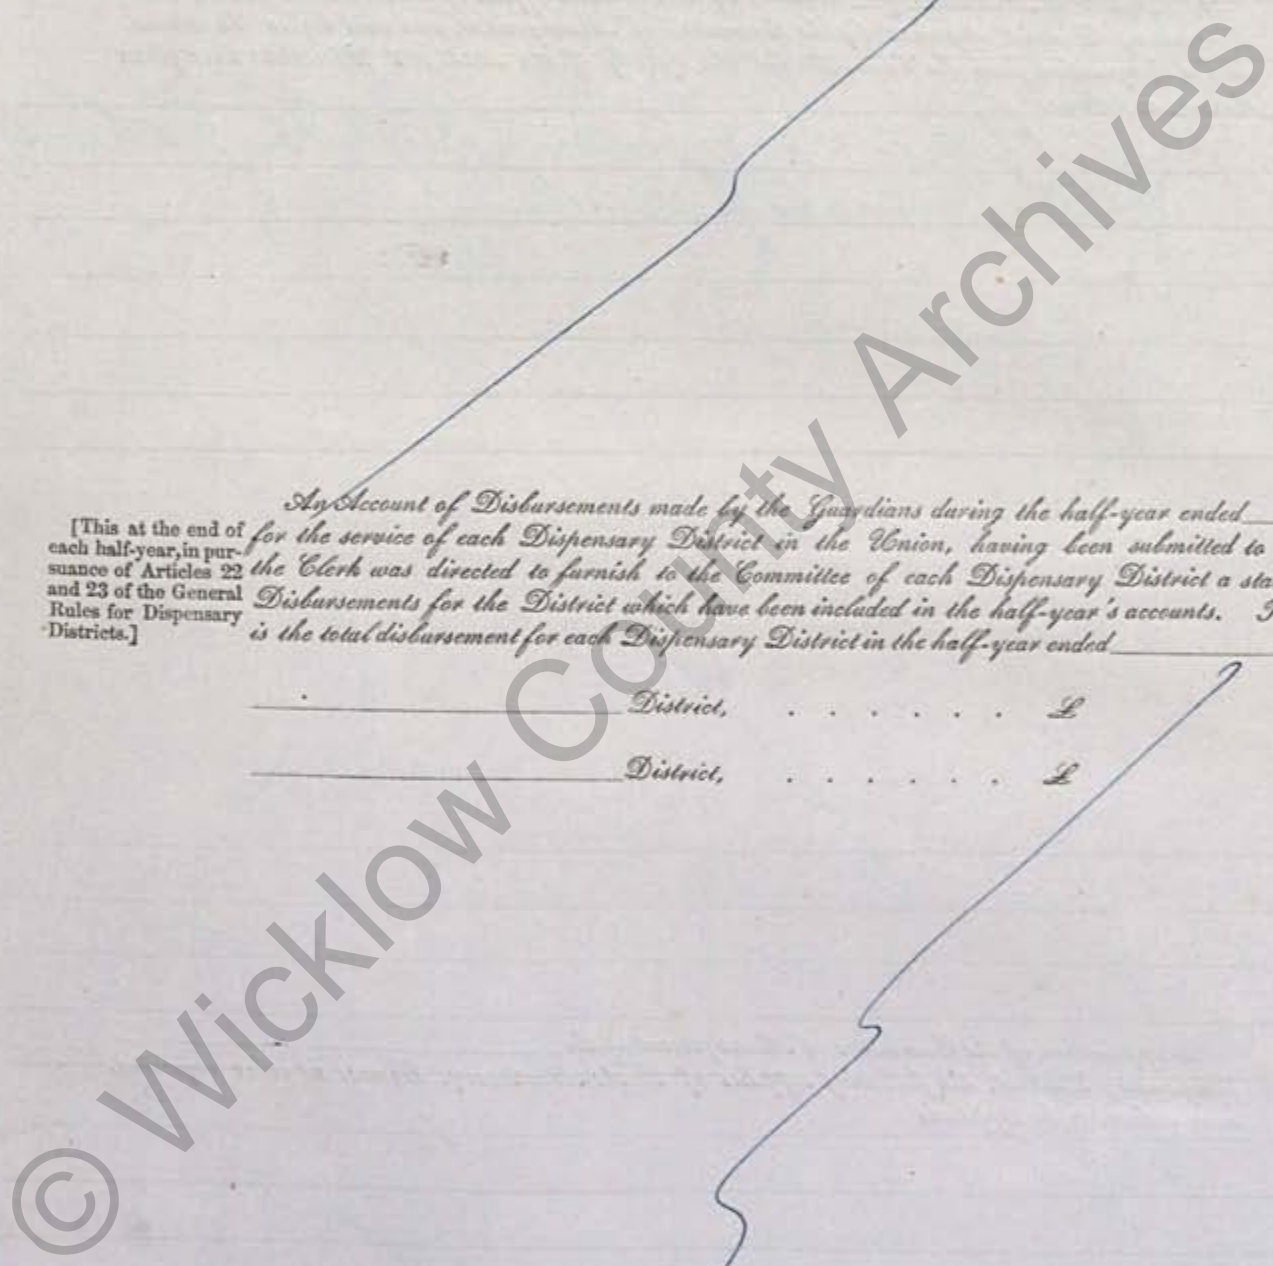 An Account of Disbursements made by the Guardians during the half-year ended
[This at the end of each half-year, in pursuance of Articles 22 and 23 of the General Rules for Dispensary Districts.]
for the service of each Dispensary District in the Union, having been submitted to
the Clerk was directed to furnish to the Committee of each Dispensary District a sta
Disbursements for the District which have been included in the half-year's accounts.
is the total disbursement for each Dispensary District in the half-year ended
District, . . . . . . £
District, . . . . . . £
© Wicklow County Archives